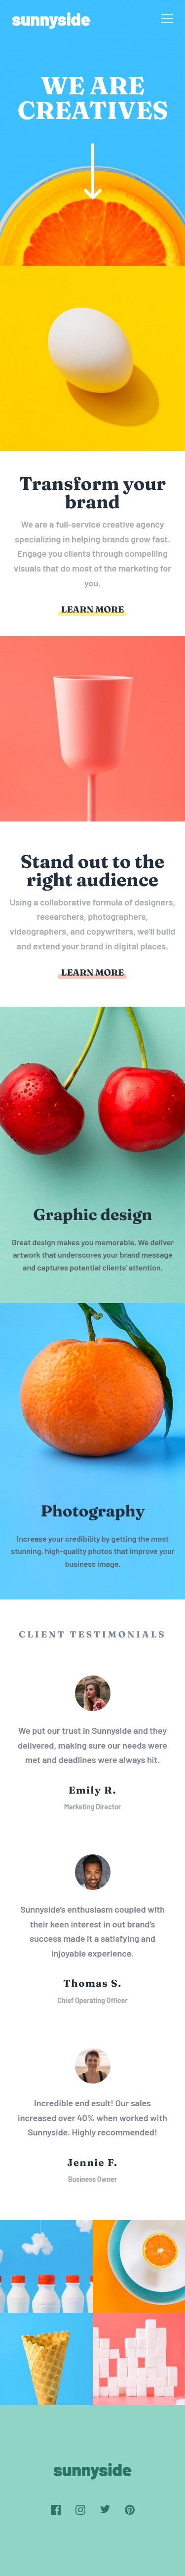 sunnyside
WE ARE
CREATIVES
Transform your
brand
We are a full-service creative agency
specializing in helping brands grow fast.
Engage you clients through compelling
visuals that do most of the marketing for
you.
LEARN MORE
Stand out to the
right audience
Using a collaborative formula of designers,
researchers, photographers,
videographers, and copywriters, we'll build
and extend your brand in digital places.
LEARN MORE
Graphic design
Great design makes you memorable. We deliver
artwork that underscores your brand message
and captures potential clients' attention.
Photography
Increase your credibility by getting the most
stunning, high-quality photos that improve your
business image.
CLIENT TESTIMONIALS
We put our trust in Sunnyside and they
delivered, making sure our needs were
met and deadlines were always hit.
Emily R.
Marketing Director
Sunnyside's enthusiasm coupled with
their keen interest in out brand's
success made it a satisfying and
injoyable experience.
Thomas S.
Chief Operating Officer
Incredible end esult! Our sales
increased over 40% when worked with
Sunnyside. Highly recommended!
Jennie F.
Business Owner
sunnyside